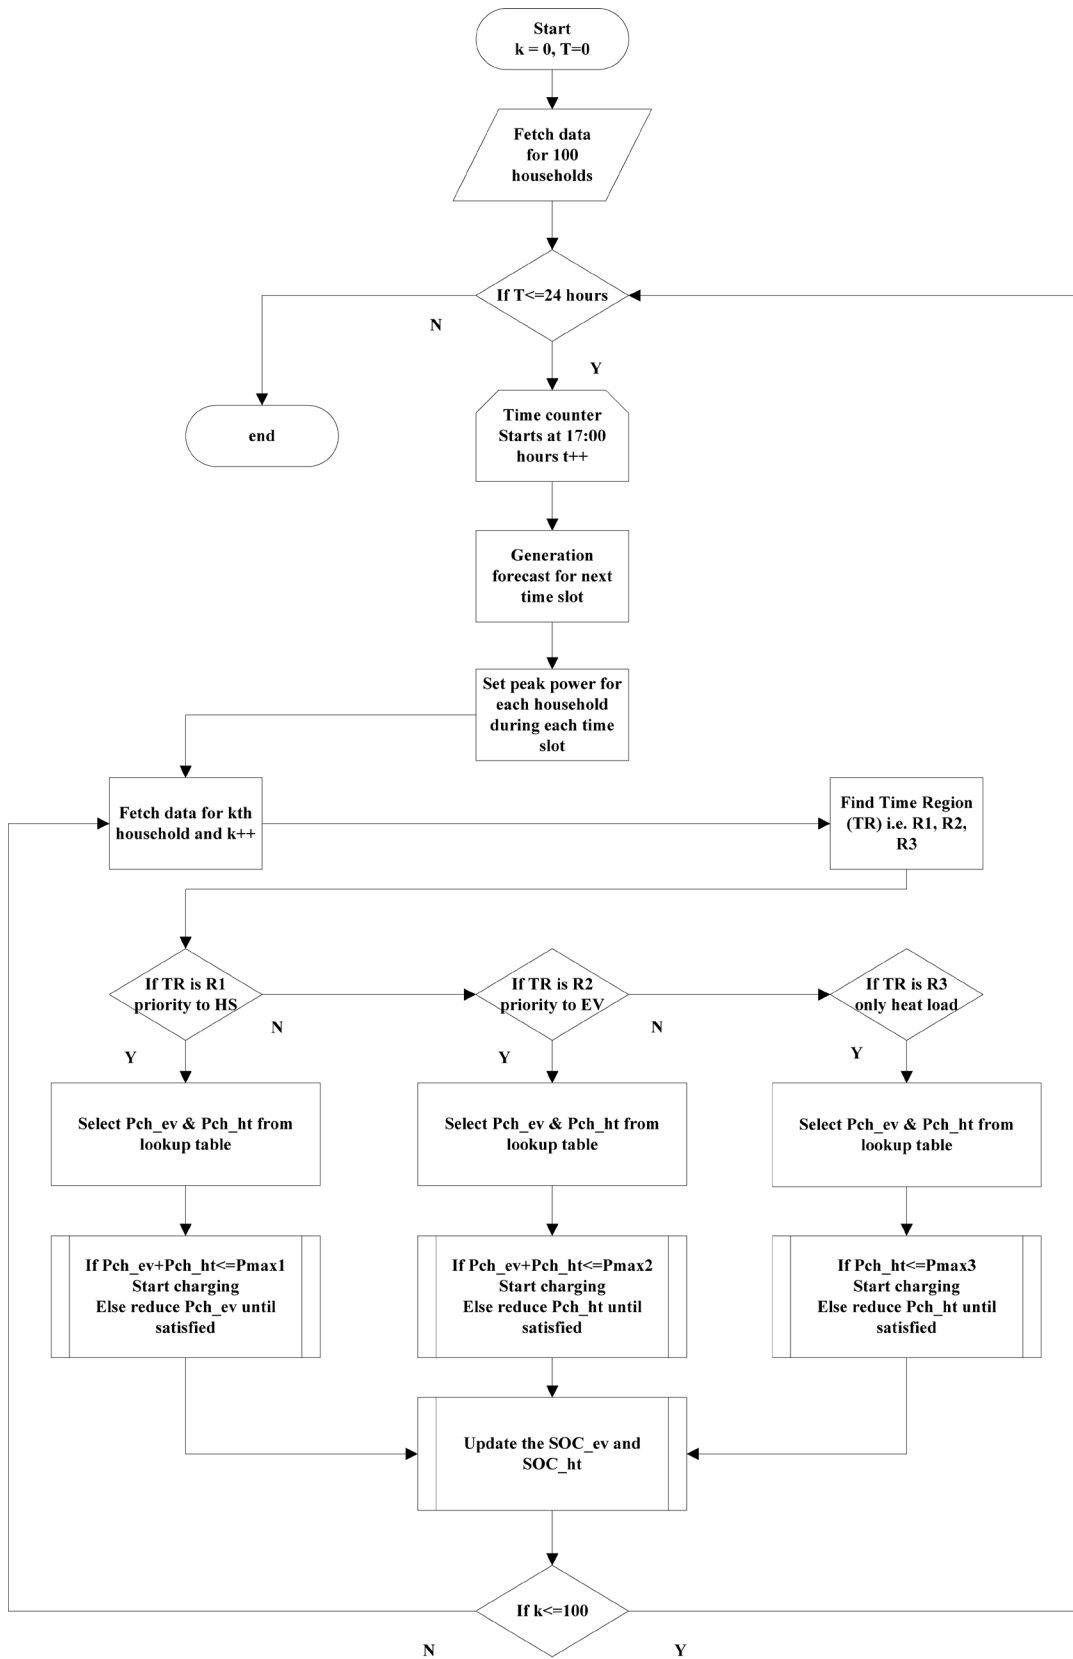 Start
k = 0, T=0
Fetch data
for 100
households
If T<=24 hours
N
Y
Time counter
Starts at 17:00
hours t++
end
Generation
forecast for next
time slot
Set peak power for
each household
during each time
slot
Fetch data for kth
household and k++
Find Time Region
(TR) i.e. R1, R2,
R3
If TR is R1
priority to HS
N
Y
If TR is R2
priority to EV
N
Y
If TR is R3
only heat load
Y
Select Pch_ev & Pch_ht from
lookup table
Select Pch_ev & Pch_ht from
lookup table
Select Pch_ev & Pch_ht from
lookup table
If Pch_ev+Pch_ht<=Pmax1
Start charging
Else reduce Pch_ev until
satisfied
If Pch_ev+Pch_ht<=Pmax2
Start charging
Else reduce Pch_ht until
satisfied
If Pch_ht<=Pmax3
Start charging
Else reduce Pch_ht until
satisfied
Update the SOC_ev and
SOC_ht
If k<=100
N
Y